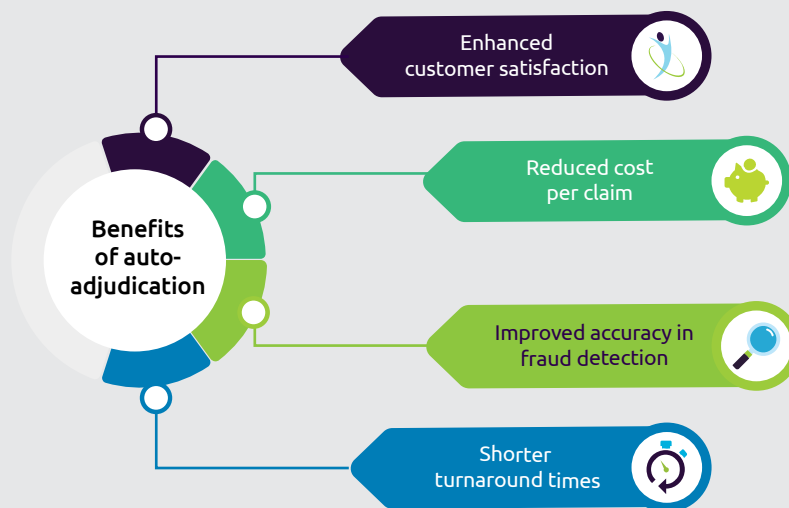 Enhanced
customer satisfaction
Reduced cost
per claim
Benefits
of auto-
adjudication
Improved accuracy in
fraud detection
Shorter
turnaround times